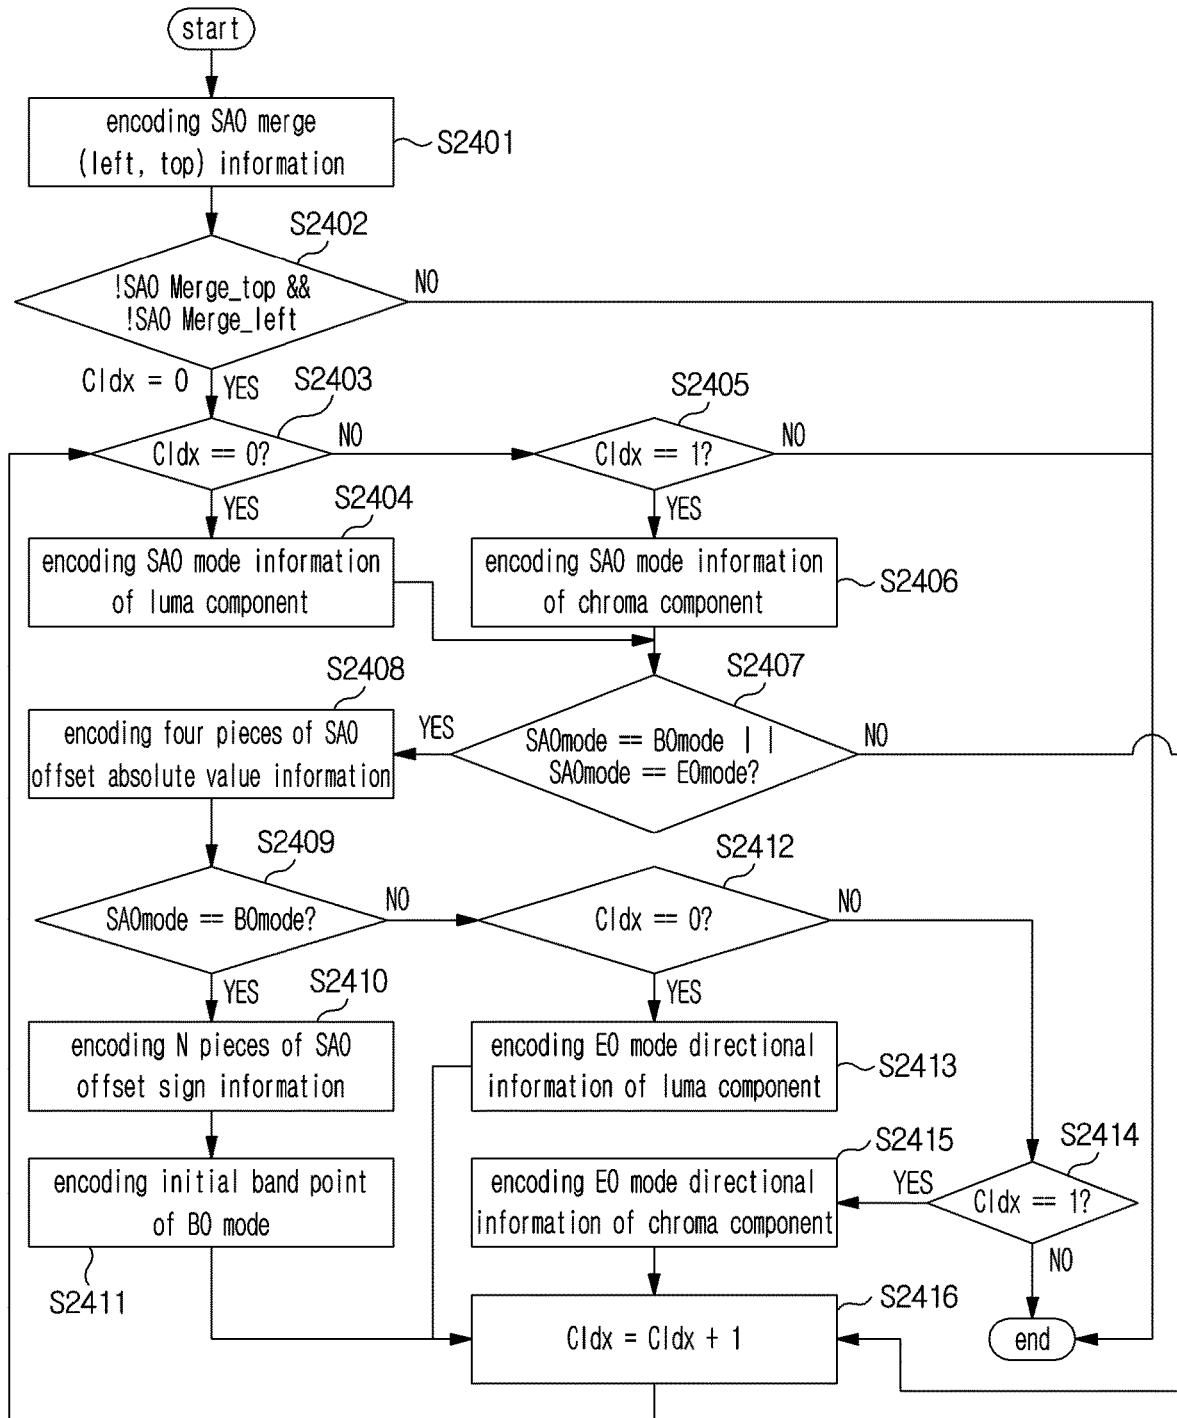 start
encoding SAO merge
(left, top) information
S2401
S2402
!SAO Merge_top &&
!SAO Merge_left
NO
CIdx = 0
YES
S2403
CIdx == 0?
NO
S2405
CIdx == 1?
NO
YES
S2404
encoding SAO mode information
of luma component
YES
encoding SAO mode information
of chroma component
S2406
S2407
SAOmode == BOmode | |
SAOmode == EOmode?
YES
NO
S2408
encoding four pieces of SAO
offset absolute value information
S2409
SAOmode == BOmode?
NO
S2412
CIdx == 0?
NO
YES
S2410
encoding N pieces of SAO
offset sign information
YES
encoding EO mode directional
information of luma component
S2413
encoding initial band point
of BO mode
S2411
S2415
encoding EO mode directional
information of chroma component
YES
S2414
CIdx == 1?
NO
S2416
CIdx = CIdx + 1
end